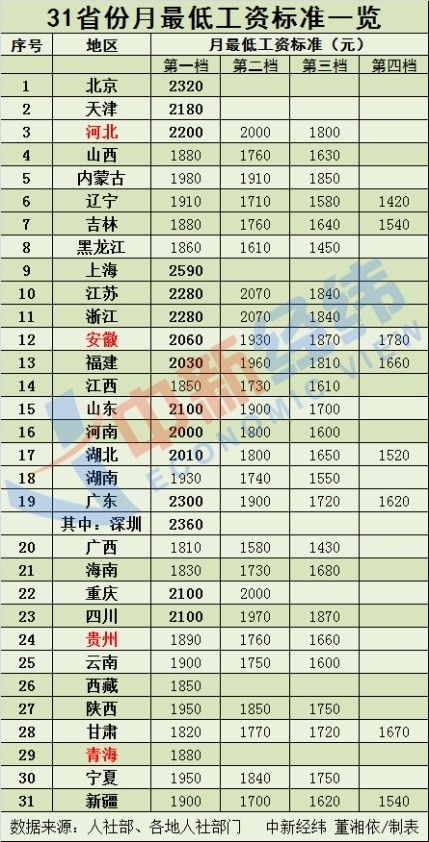 31省份月最低工资标准一览
序号 地区 月最低工资标准（元）
第一档 第二档 第三档 第四档
1 北京 2320
2 天津 2180
3 河北 2200 2000 1800
4 山西 1880 1760 1630
5 内蒙古 1980 1910 1850
6 辽宁 1910 1710 1580 1420
7 吉林 1880 1760 1640 1540
8 黑龙江 1860 1610 1450
9 上海 2590
10 江苏 2280 2070 1840
11 浙江 2280 2070 1840
12 安徽 2060 1930 1870 1780
13 福建 2030 1960 1810 1660
14 江西 1850 1730 1610
15 山东 2100 1900 1700
16 河南 2000 1800 1600
17 湖北 2010 1800 1650 1520
18 湖南 1930 1740 1550
19 广东 2300 1900 1720 1620
其中：深圳 2360
20 广西 1810 1580 1430
21 海南 1830 1730 1680
22 重庆 2100 2000
23 四川 2100 1970 1870
24 贵州 1890 1760 1660
25 云南 1900 1750 1600
26 西藏 1850
27 陕西 1950 1850 1750
28 甘肃 1820 1770 1720 1670
29 青海 1880
30 宁夏 1950 1840 1750
31 新疆 1900 1700 1620 1540
数据来源：人社部、各地人社部门 中新经纬 董湘依/制表
中新经纬
ECONOMIC VIEW